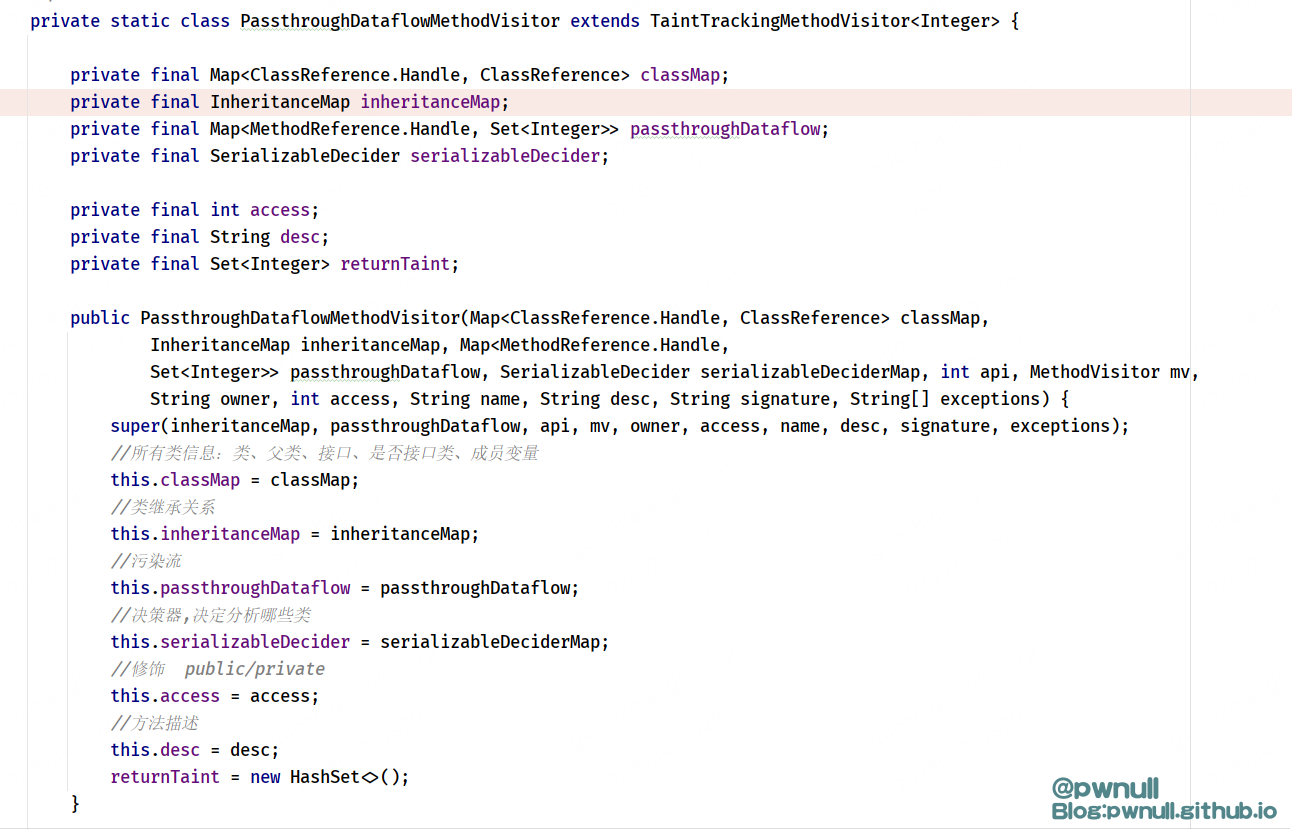 private static class PassthroughDataflowMethodVisitor extends TaintTrackingMethodVisitor<Integer> {
private final Map<ClassReference.Handle, ClassReference> classMap;
private final InheritanceMap inheritanceMap;
private final Map<MethodReference.Handle, Set<Integer>> passthroughDataflow;
private final SerializableDecider serializableDecider;
private final int access;
private final String desc;
private final Set<Integer> returnTaint;
public PassthroughDataflowMethodVisitor(Map<ClassReference.Handle, ClassReference> classMap,
InheritanceMap inheritanceMap, Map<MethodReference.Handle,
Set<Integer>> passthroughDataflow, SerializableDecider serializableDeciderMap, int api, MethodVisitor mv,
String owner, int access, String name, String desc, String signature, String[] exceptions) {
super(inheritanceMap, passthroughDataflow, api, mv, owner, access, name, desc, signature, exceptions);
//所有类信息：类、父类、接口、是否接口类、成员变量
this.classMap = classMap;
//类继承关系
this.inheritanceMap = inheritanceMap;
//污染流
this.passthroughDataflow = passthroughDataflow;
//决策器,决定分析哪些类
this.serializableDecider = serializableDeciderMap;
//修饰  public/private
this.access = access;
//方法描述
this.desc = desc;
returnTaint = new HashSet<>();
}
@pwnull
Blog:pwnull.github.io